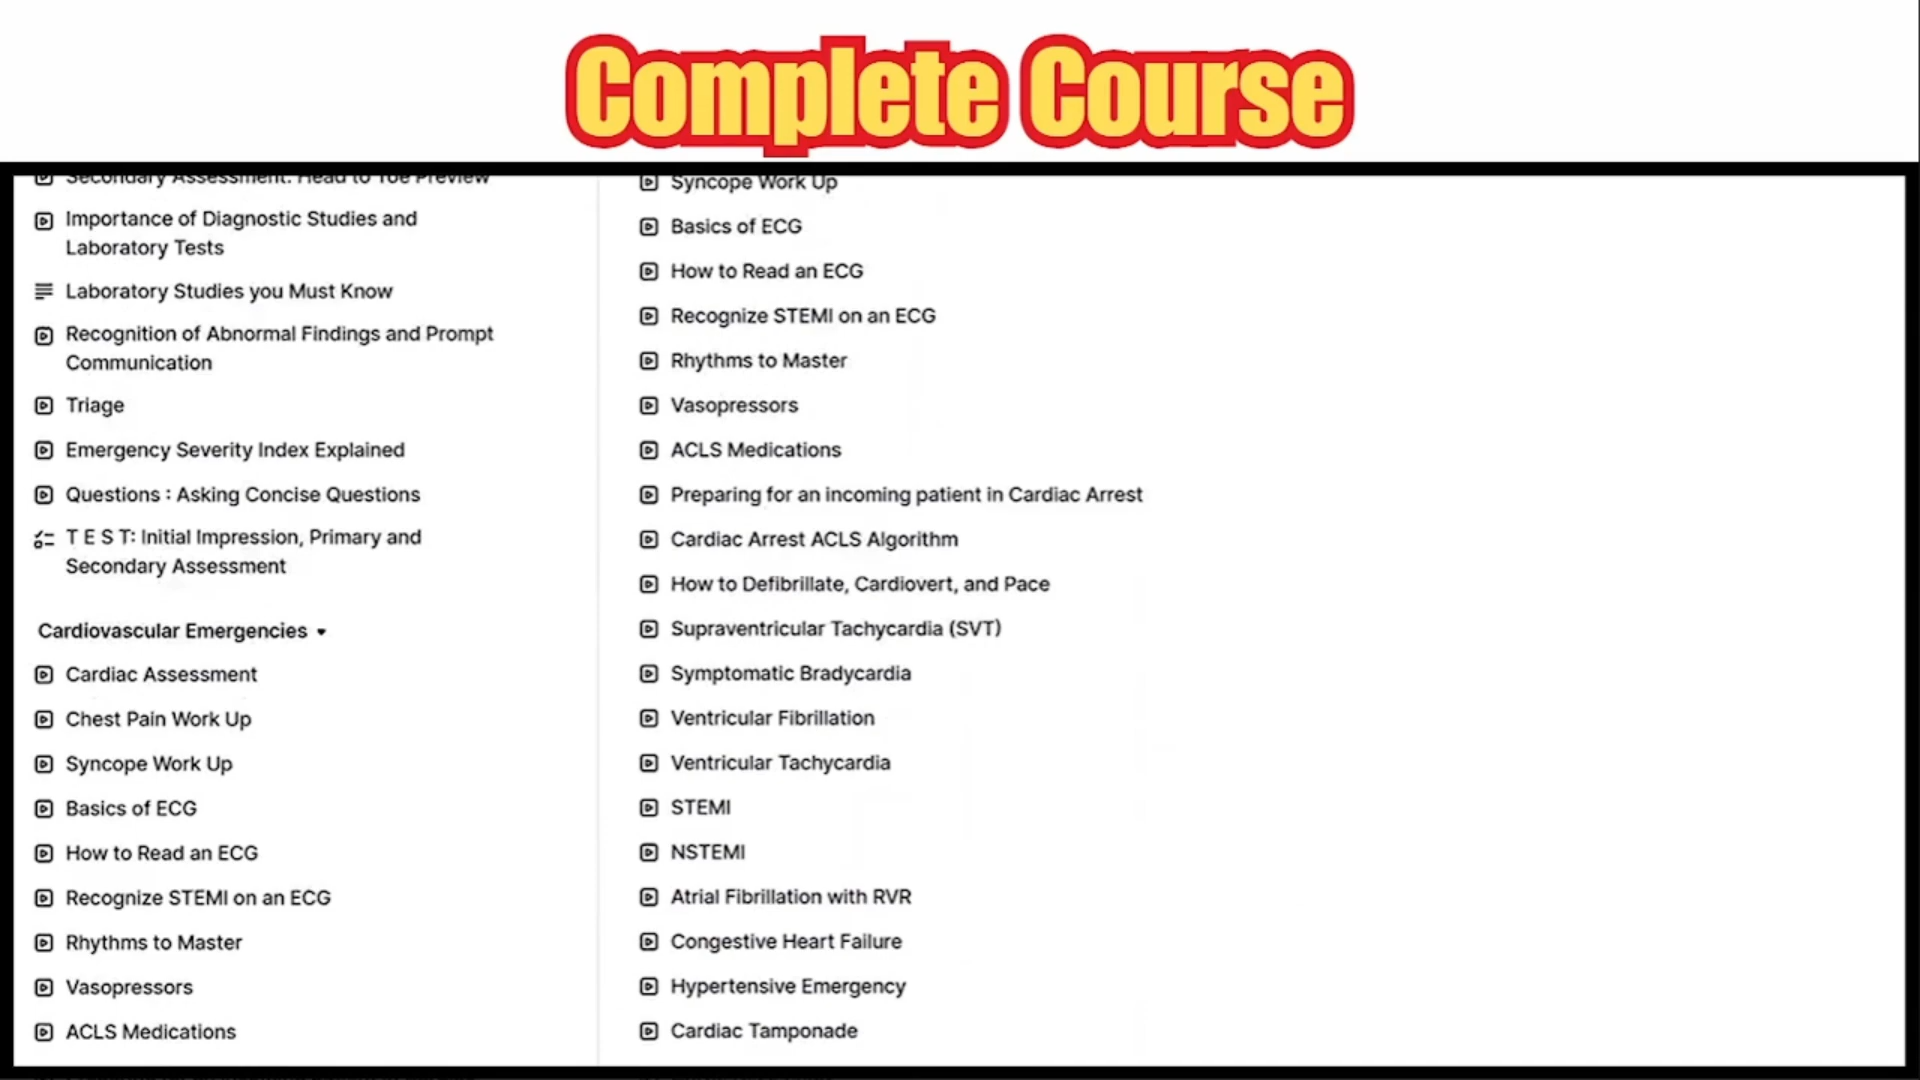 Complete Course
Secondary Assessment: Head to Toe Preview
Importance of Diagnostic Studies and
Laboratory Tests
Laboratory Studies you Must Know
Recognition of Abnormal Findings and Prompt
Communication
Triage
Emergency Severity Index Explained
Questions : Asking Concise Questions
T E S T: Initial Impression, Primary and
Secondary Assessment
Cardiovascular Emergencies
Cardiac Assessment
Chest Pain Work Up
Syncope Work Up
Basics of ECG
How to Read an ECG
Recognize STEMI on an ECG
Rhythms to Master
Vasopressors
ACLS Medications
Syncope Work Up
Basics of ECG
How to Read an ECG
Recognize STEMI on an ECG
Rhythms to Master
Vasopressors
ACLS Medications
Preparing for an incoming patient in Cardiac Arrest
Cardiac Arrest ACLS Algorithm
How to Defibrillate, Cardiovert, and Pace
Supraventricular Tachycardia (SVT)
Symptomatic Bradycardia
Ventricular Fibrillation
Ventricular Tachycardia
STEMI
NSTEMI
Atrial Fibrillation with RVR
Congestive Heart Failure
Hypertensive Emergency
Cardiac Tamponade